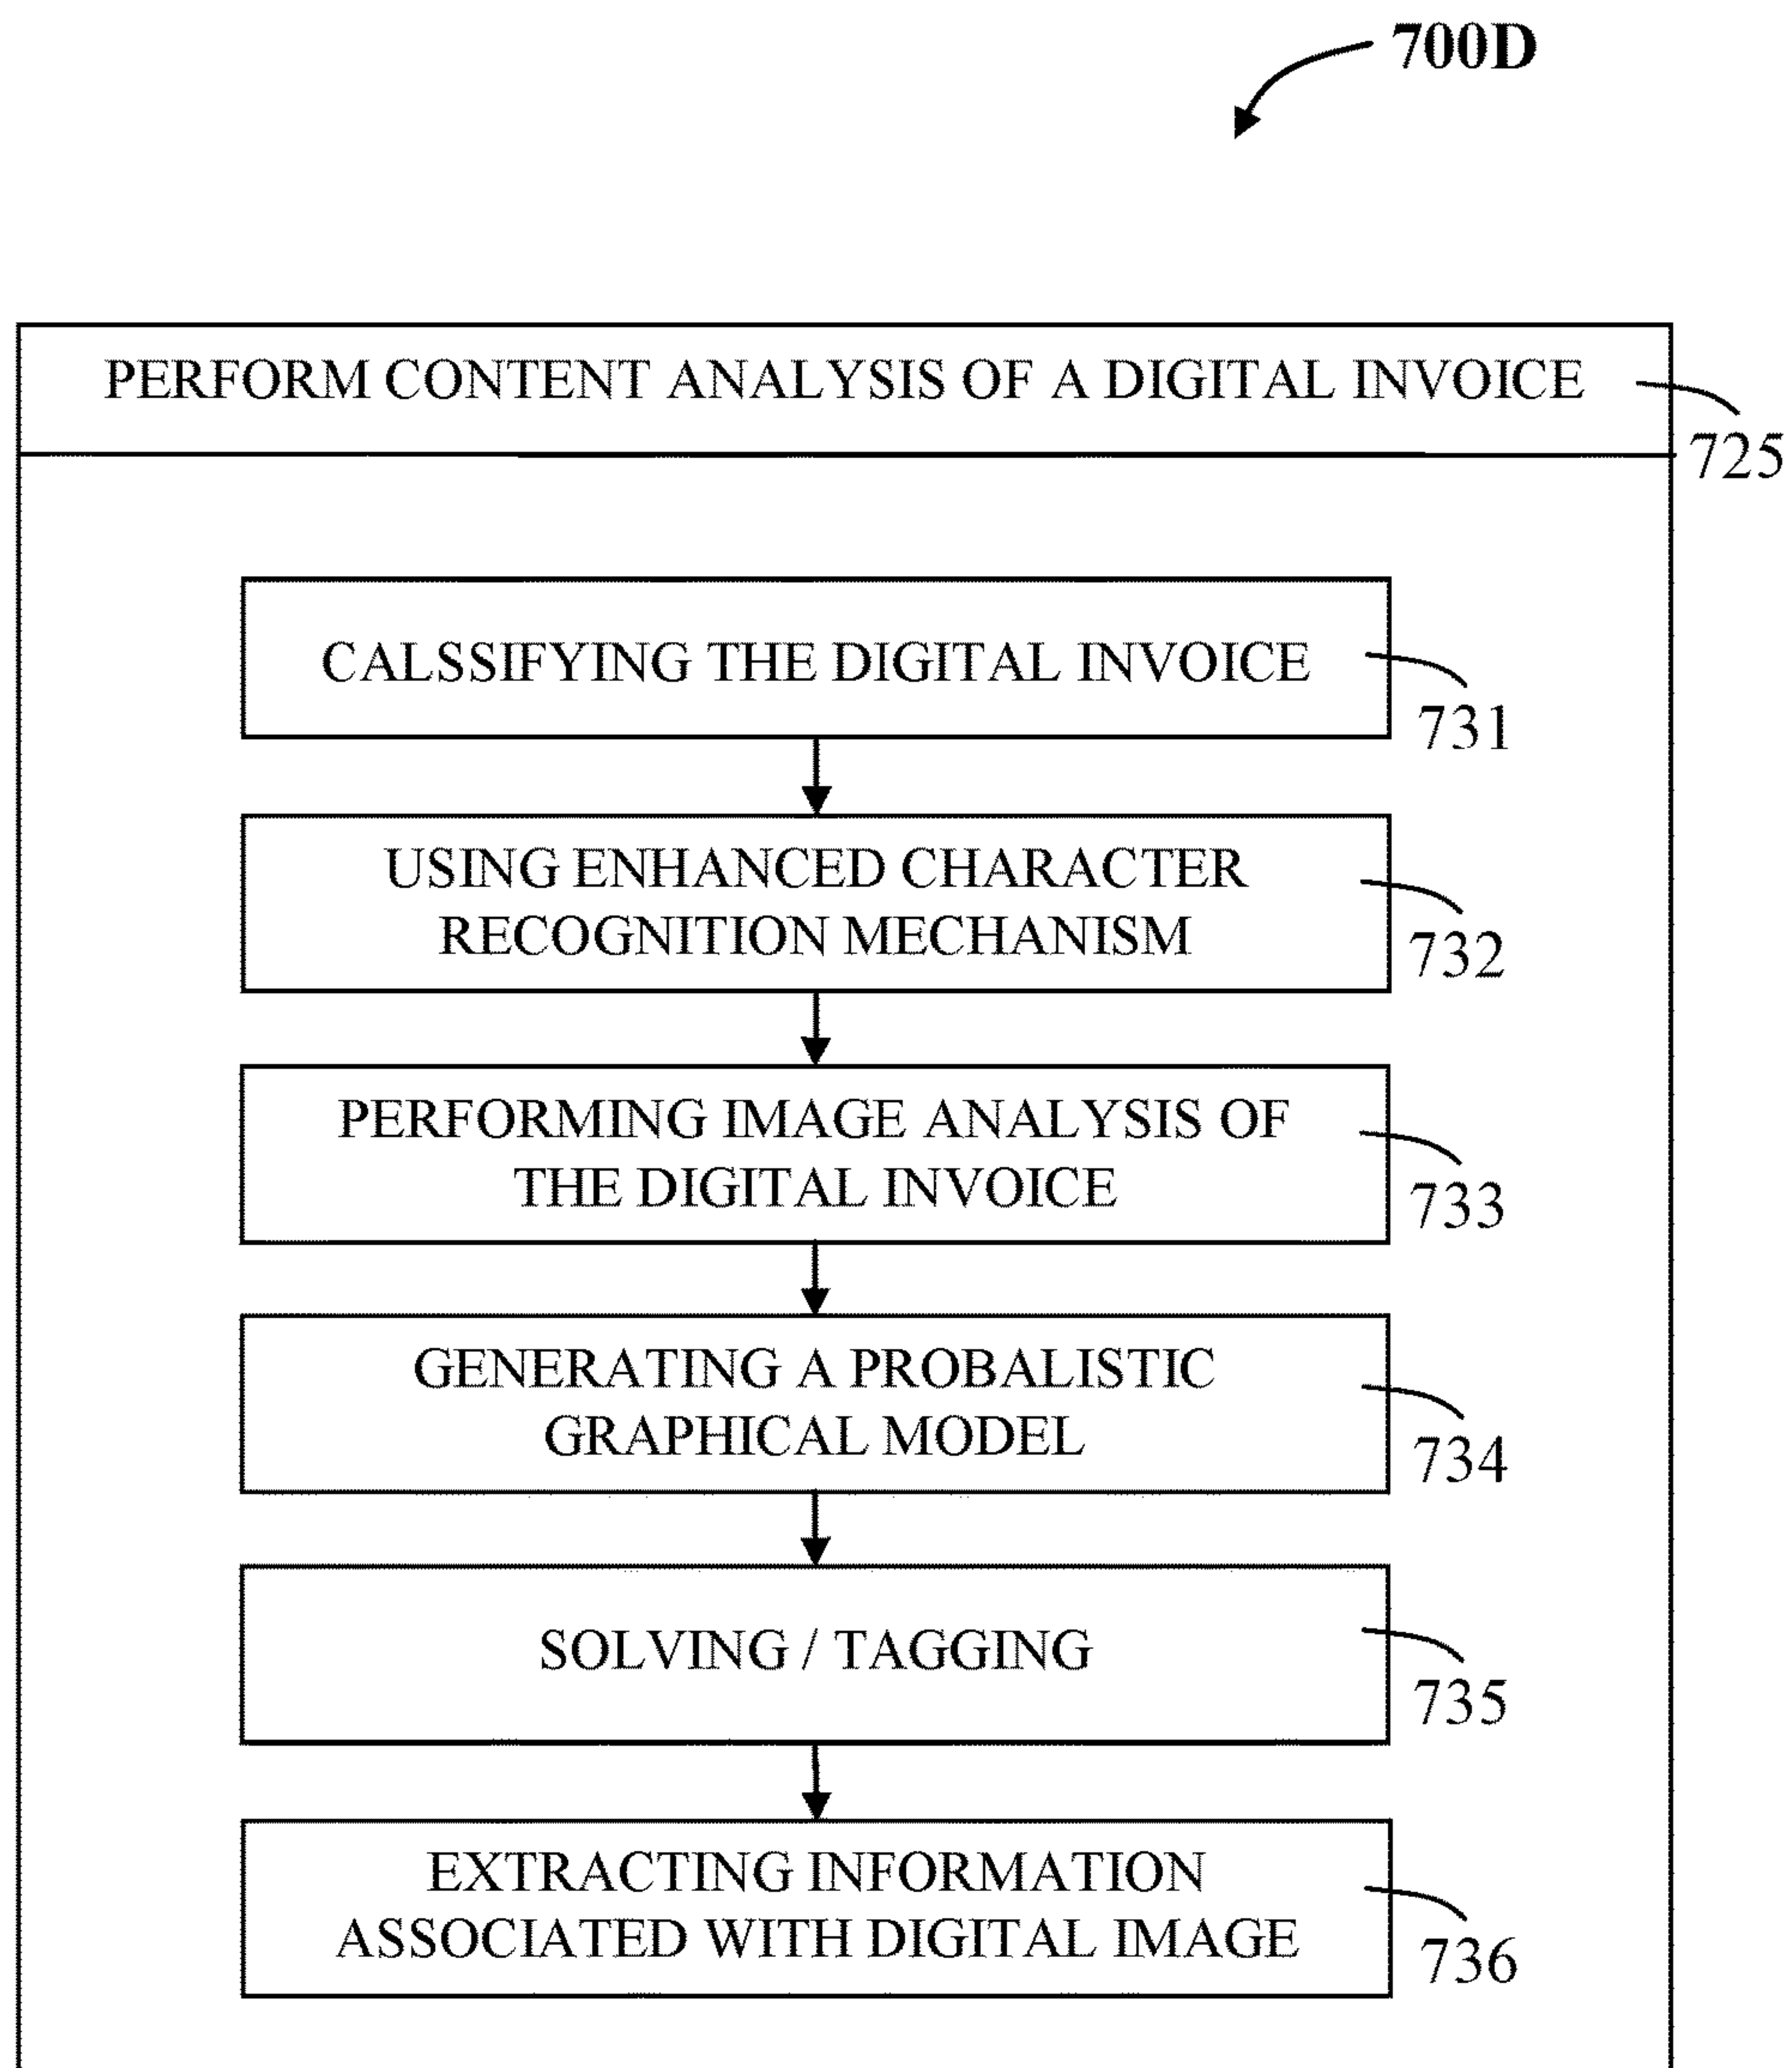 700D
PERFORM CONTENT ANALYSIS OF A DIGITAL INVOICE
725
CALSSIFYING THE DIGITAL INVOICE
731
USING ENHANCED CHARACTER
RECOGNITION MECHANISM
732
PERFORMING IMAGE ANALYSIS OF
THE DIGITAL INVOICE
733
GENERATING A PROBALISTIC
GRAPHICAL MODEL
734
SOLVING / TAGGING
735
EXTRACTING INFORMATION
ASSOCIATED WITH DIGITAL IMAGE
736